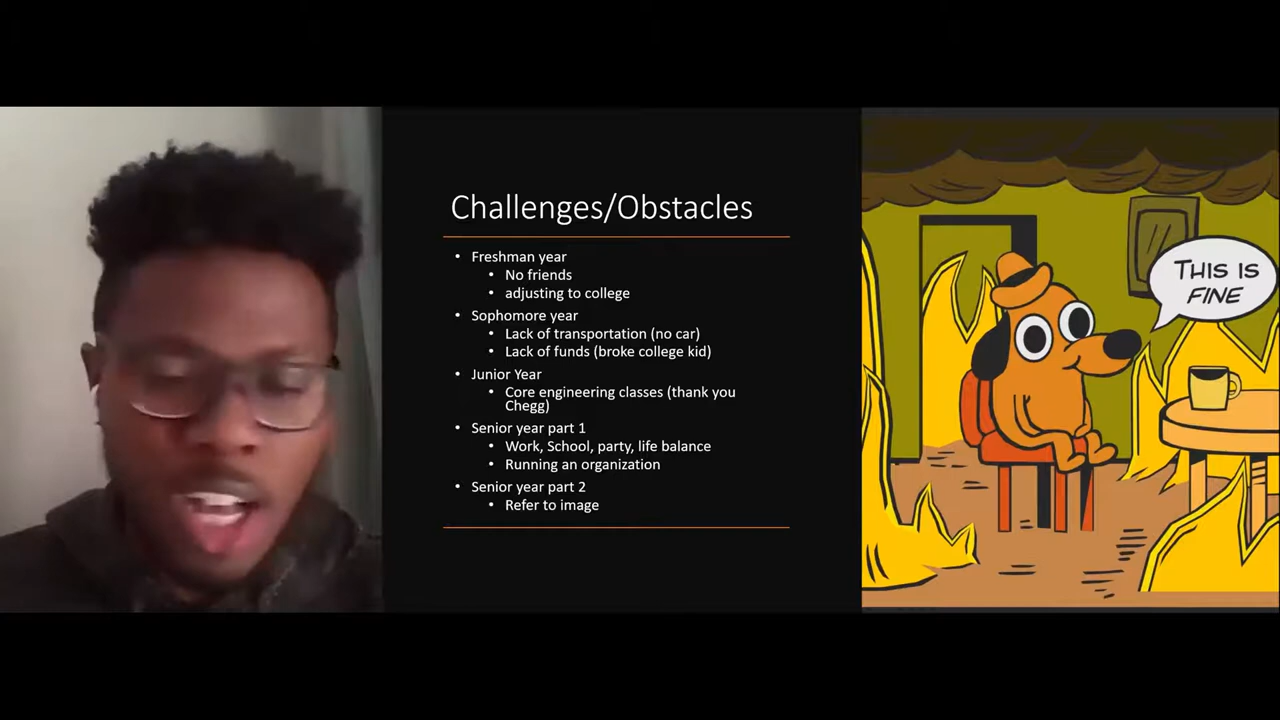 Challenges/Obstacles
• Freshman year
• No friends
• adjusting to college
• Sophomore year
• Lack of transportation (no car)
• Lack of funds (broke college kid)
• Junior Year
• Core engineering classes (thank you
Chegg)
• Senior year part 1
• Work, School, party, life balance
• Running an organization
• Senior year part 2
• Refer to image
THIS IS
FINE